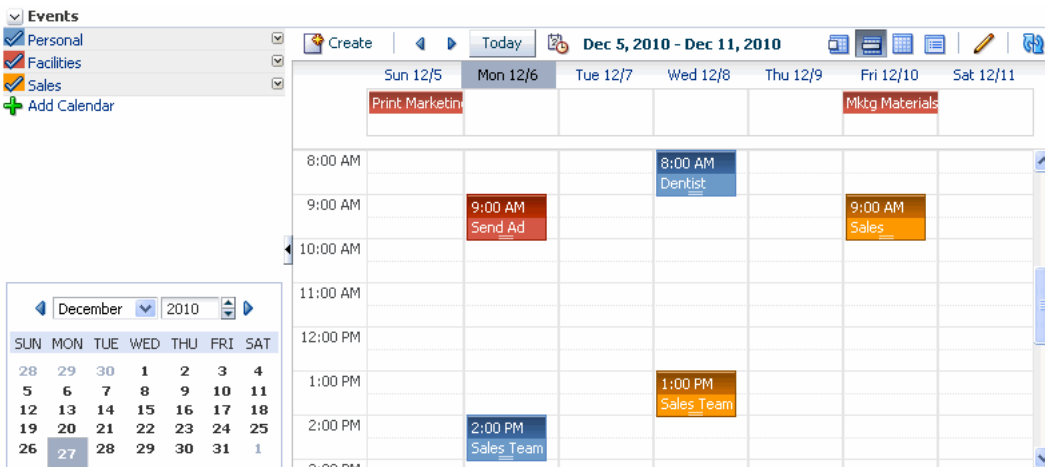 Events
Personal
Facilities
Sales
Add Calendar
Create
Today
Dec 5, 2010 - Dec 11, 2010
Sun 12/5 Mon 12/6 Tue 12/7 Wed 12/8 Thu 12/9 Fri 12/10 Sat 12/11
Print Marketin Mktg Materials
8:00 AM
8:00 AM
Dentist
9:00 AM
9:00 AM
Send Ad
9:00 AM
Sales
10:00 AM
11:00 AM
12:00 PM
1:00 PM
1:00 PM
Sales Team
2:00 PM
2:00 PM
Sales Team
December 2010
SUN MON TUE WED THU FRI SAT
28 29 30 1 2 3 4
5 6 7 8 9 10 11
12 13 14 15 16 17 18
19 20 21 22 23 24 25
26 27 28 29 30 31 1